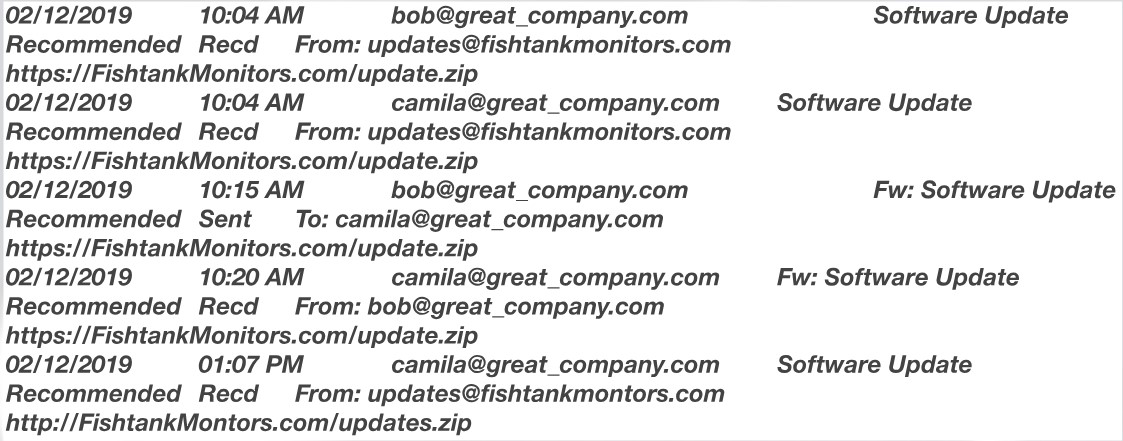 02/12/2019 10:04 AM bob@great_company.com Software Update
Recommended Recd From: updates@fishtankmonitors.com
https://FishtankMonitors.com/update.zip
02/12/2019 10:04 AM camila@great_company.com Software Update
Recommended Recd From: updates@fishtankmonitors.com
https://FishtankMonitors.com/update.zip
02/12/2019 10:15 AM bob@great_company.com Fw: Software Update
Recommended Sent To: camila@great_company.com
https://FishtankMonitors.com/update.zip
02/12/2019 10:20 AM camila@great_company.com Fw: Software Update
Recommended Recd From: bob@great_company.com
https://FishtankMonitors.com/update.zip
02/12/2019 01:07 PM camila@great_company.com Software Update
Recommended Recd From: updates@fishtankmontors.com
http://FishtankMontors.com/updates.zip